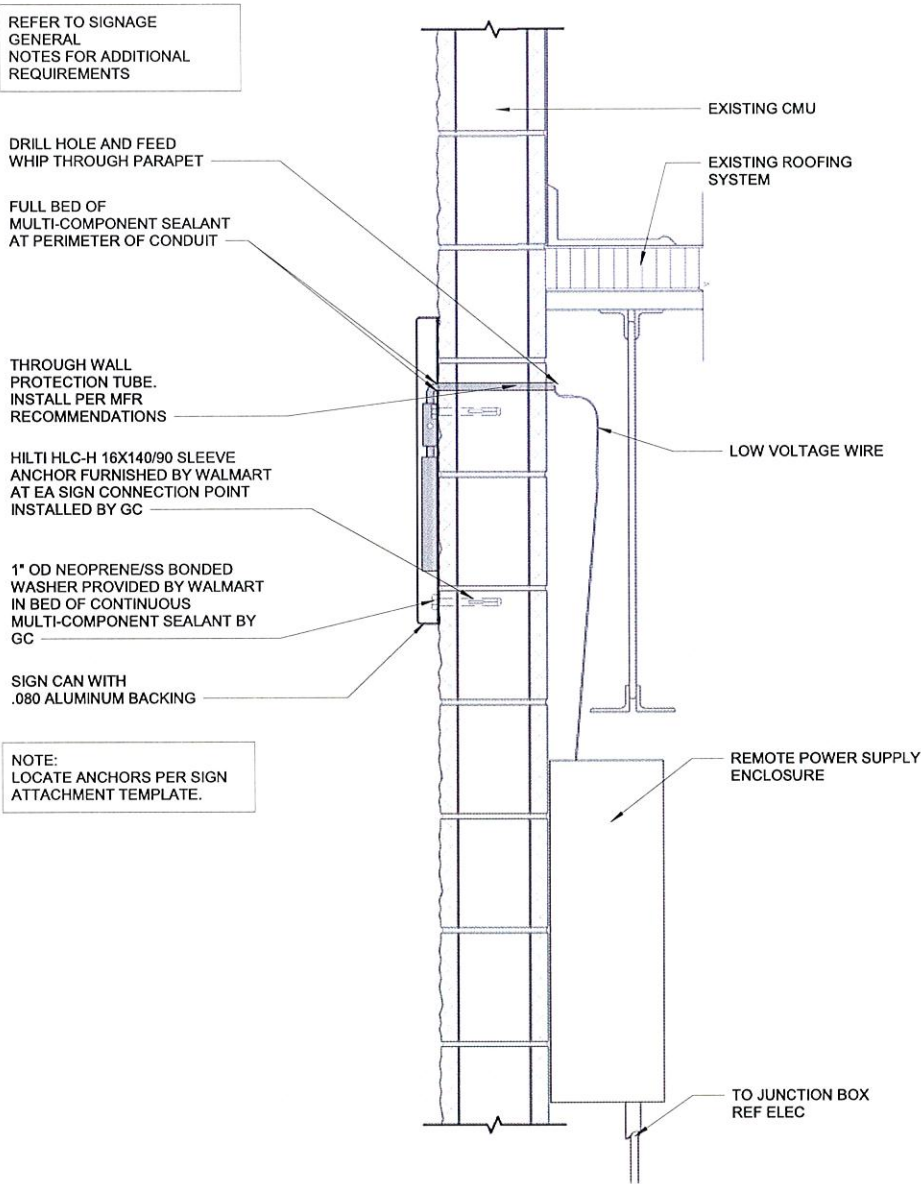 REFER TO SIGNAGE
GENERAL
NOTES FOR ADDITIONAL
REQUIREMENTS
DRILL HOLE AND FEED
WHIP THROUGH PARAPET
FULL BED OF
MULTI-COMPONENT SEALANT
AT PERIMETER OF CONDUIT
THROUGH WALL
PROTECTION TUBE.
INSTALL PER MFR
RECOMMENDATIONS
HILTI HLC-H 16X140/90 SLEEVE
ANCHOR FURNISHED BY WALMART
AT EA SIGN CONNECTION POINT
INSTALLED BY GC
1" OD NEOPRENE/SS BONDED
WASHER PROVIDED BY WALMART
IN BED OF CONTINUOUS
MULTI-COMPONENT SEALANT BY
GC
SIGN CAN WITH
.080 ALUMINUM BACKING
NOTE:
LOCATE ANCHORS PER SIGN
ATTACHMENT TEMPLATE.
EXISTING CMU
EXISTING ROOFING
SYSTEM
LOW VOLTAGE WIRE
REMOTE POWER SUPPLY
ENCLOSURE
TO JUNCTION BOX
REF ELEC